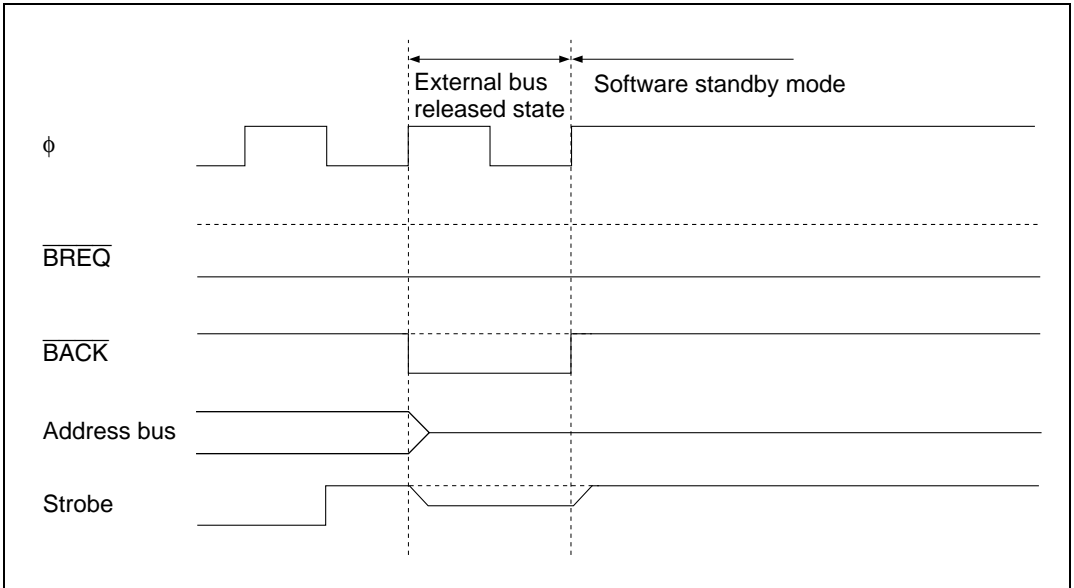 External bus
released state
Software standby mode
ϕ
BREQ
BACK
Address bus
Strobe